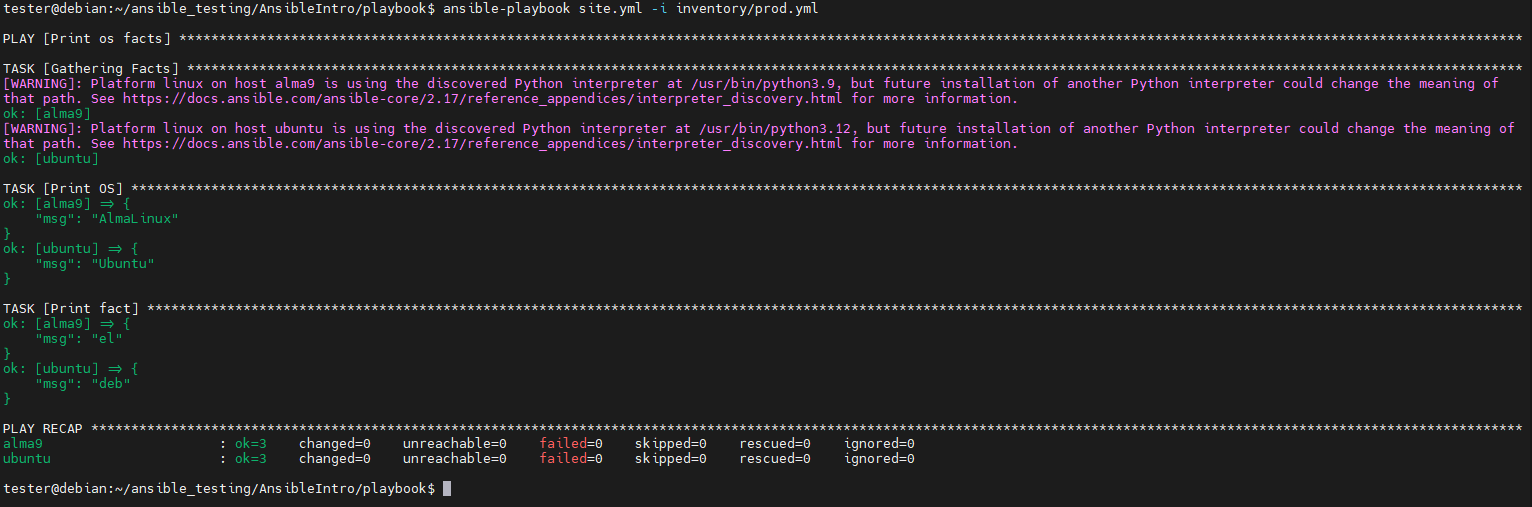 tester@debian:~/ansible_testing/AnsibleIntro/playbook$ ansible-playbook site.yml -i inventory/prod.yml
PLAY [Print os facts] ****************************************************************************************************************************************************************************
TASK [Gathering Facts] ***************************************************************************************************************************************************************************
[WARNING]: Platform linux on host alma9 is using the discovered Python interpreter at /usr/bin/python3.9, but future installation of another Python interpreter could change the meaning of
that path. See https://docs.ansible.com/ansible-core/2.17/reference_appendices/interpreter_discovery.html for more information.
ok: [alma9]
[WARNING]: Platform linux on host ubuntu is using the discovered Python interpreter at /usr/bin/python3.12, but future installation of another Python interpreter could change the meaning of
that path. See https://docs.ansible.com/ansible-core/2.17/reference_appendices/interpreter_discovery.html for more information.
ok: [ubuntu]
TASK [Print OS] **********************************************************************************************************************************************************************************
ok: [alma9] => {
    "msg": "AlmaLinux"
}
ok: [ubuntu] => {
    "msg": "Ubuntu"
}
TASK [Print fact] ********************************************************************************************************************************************************************************
ok: [alma9] => {
    "msg": "el"
}
ok: [ubuntu] => {
    "msg": "deb"
}
PLAY RECAP ***************************************************************************************************************************************************************************************
alma9                      : ok=3    changed=0    unreachable=0    failed=0    skipped=0    rescued=0    ignored=0
ubuntu                     : ok=3    changed=0    unreachable=0    failed=0    skipped=0    rescued=0    ignored=0
tester@debian:~/ansible_testing/AnsibleIntro/playbook$